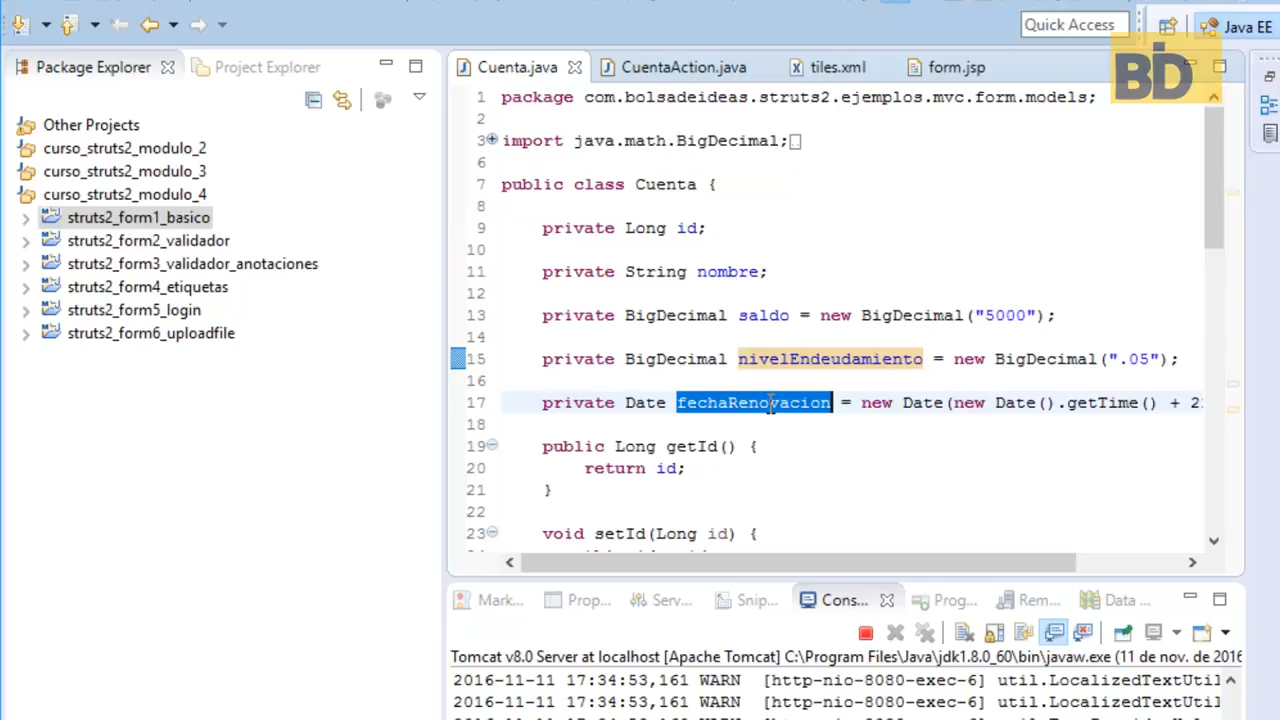 Quick Access
Java EE
BD
Package Explorer
Project Explorer
Cuenta.java
CuentaAction.java
tiles.xml
form.jsp
Other Projects
curso_struts2_modulo_2
curso_struts2_modulo_3
curso_struts2_modulo_4
struts2_form1_basico
struts2_form2_validador
struts2_form3_validador_anotaciones
struts2_form4_etiquetas
struts2_form5_login
struts2_form6_uploadfile
1 package com.bolsadeideas.struts2.ejemplos.mvc.form.models;
2
3 import java.math.BigDecimal;
6
7 public class Cuenta {
8
9 private Long id;
10
11 private String nombre;
12
13 private BigDecimal saldo = new BigDecimal("5000");
14
15 private BigDecimal nivelEndeudamiento = new BigDecimal(".05");
16
17 private Date fechaRenovacion = new Date(new Date().getTime() + 2
18
19 public Long getId() {
20 return id;
21 }
22
23 void setId(Long id) {
Mark...
Prop...
Serv...
Snip...
Cons...
Prog...
Rem...
Data ...
Tomcat v8.0 Server at localhost [Apache Tomcat] C:\Program Files\Java\jdk1.8.0_60\bin\javaw.exe (11 de nov. de 2016
2016-11-11 17:34:53,161 WARN [http-nio-8080-exec-6] util.LocalizedTextUtil
2016-11-11 17:34:53,161 WARN [http-nio-8080-exec-6] util.LocalizedTextUtil